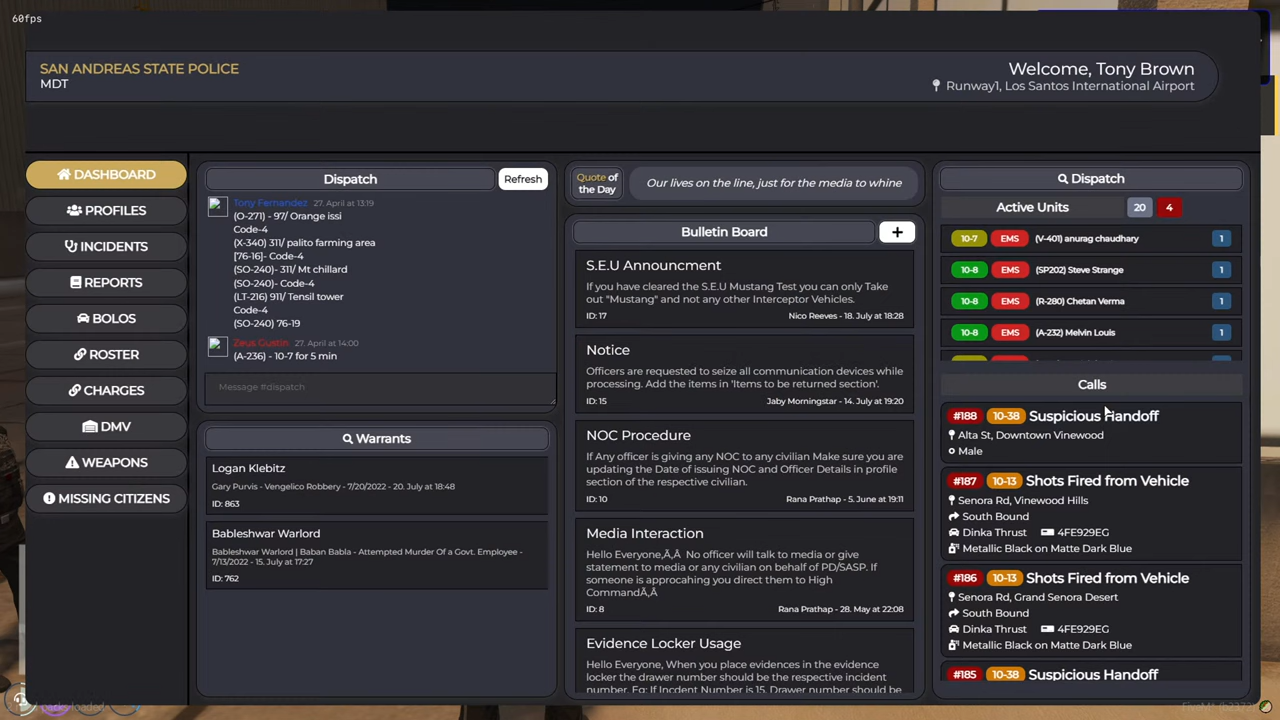 60fps
SAN ANDREAS STATE POLICE
MDT
Welcome, Tony Brown
Runway1, Los Santos International Airport
DASHBOARD
PROFILES
INCIDENTS
REPORTS
BOLOS
ROSTER
CHARGES
DMV
WEAPONS
MISSING CITIZENS
Dispatch
Refresh
Tony Fernandez 27. April at 13:19
(O-271) - 97/ Orange issi
Code-4
(X-340) 311/ palito farming area
[76-16]- Code-4
(SO-240)- 311/ Mt chillard
(SO-240)- Code-4
(LT-216) 911/ Tensil tower
Code-4
(SO-240) 76-19
Zeus Gustin 27. April at 14:00
(A-236) - 10-7 for 5 min
Message #dispatch
Warrants
Logan Klebitz
Gary Purvis - Vengelico Robbery - 7/20/2022 - 20. July at 18:48
ID: 863
Bableshwar Warlord
Bableshwar Warlord | Baban Babla - Attempted Murder Of a Govt. Employee -
7/13/2022 - 15. July at 17:27
ID: 762
Quote of
the Day
Our lives on the line, just for the media to whine
Bulletin Board
+
S.E.U Announcment
If you have cleared the S.E.U Mustang Test you can only Take
out "Mustang" and not any other Interceptor Vehicles.
ID: 17 Nico Reeves - 18. July at 18:28
Notice
Officers are requested to seize all communication devices while
processing. Add the items in 'Items to be returned section'.
ID: 15 Jaby Morningstar - 14. July at 19:20
NOC Procedure
If Any officer is giving any NOC to any civilian Make sure you are
updating the Date of issuing NOC and Officer Details in profile
section of the respective civilian.
ID: 10 Rana Prathap - 5. June at 19:11
Media Interaction
Hello Everyone,Ã,Â  No officer will talk to media or give
statement to media or any civilian on behalf of PD/SASP. If
someone is approcahing you direct them to High
CommandÃ,Â
ID: 8 Rana Prathap - 28. May at 22:08
Evidence Locker Usage
Hello Everyone, When you place evidences in the evidence
locker the drawer number should be the respective incident
number. Eg: If Incdent Number is 15, Drawer number should be
Dispatch
Active Units 20 4
10-7 EMS (V-401) anurag chaudhary 1
10-8 EMS (SP202) Steve Strange 1
10-8 EMS (R-280) Chetan Verma 1
10-8 EMS (A-232) Melvin Louis 1
Calls
#188 10-38 Suspicious Handoff
Alta St, Downtown Vinewood
Male
#187 10-13 Shots Fired from Vehicle
Senora Rd, Vinewood Hills
South Bound
Dinka Thrust 4FE929EG
Metallic Black on Matte Dark Blue
#186 10-13 Shots Fired from Vehicle
Senora Rd, Grand Senora Desert
South Bound
Dinka Thrust 4FE929EG
Metallic Black on Matte Dark Blue
#185 10-38 Suspicious Handoff